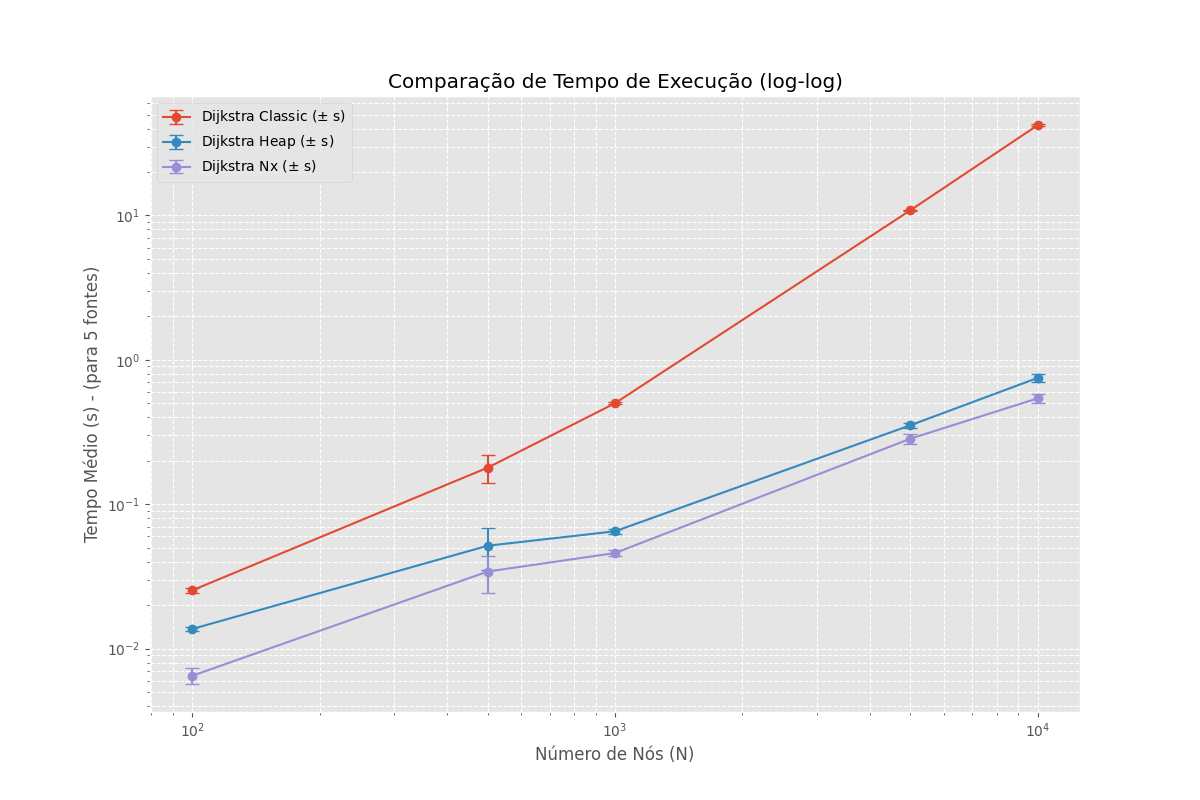 Comparação de Tempo de Execução (log-log)
Dijkstra Classic (± s)
Dijkstra Heap (± s)
Dijkstra Nx (± s)
Tempo Médio (s) - (para 5 fontes)
10¹
10⁰
10⁻¹
10⁻²
10² 10³ 10⁴
Número de Nós (N)